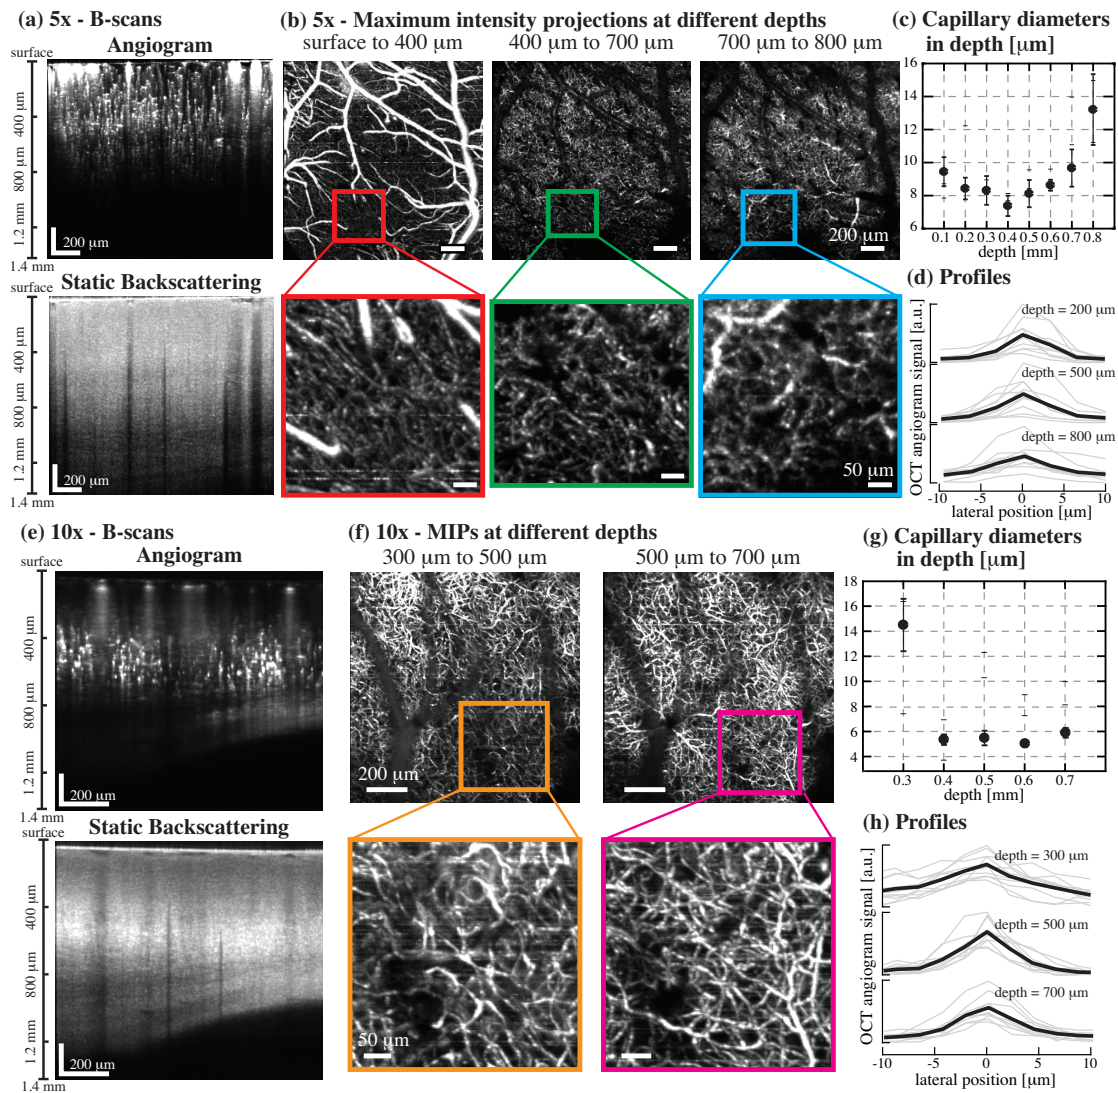 (a) 5x - B-scans
Angiogram
surface
400 μm
800 μm
1.2 mm
1.4 mm
200 μm
Static Backscattering
surface
400 μm
800 μm
1.2 mm
1.4 mm
200 μm
(b) 5x - Maximum intensity projections at different depths
surface to 400 μm
400 μm to 700 μm
700 μm to 800 μm
200 μm
50 μm
(c) Capillary diameters
in depth [μm]
16
14
12
10
8
6
0.1 0.2 0.3 0.4 0.5 0.6 0.7 0.8
depth [mm]
(d) Profiles
OCT angiogram signal [a.u.]
depth = 200 μm
0
depth = 500 μm
0
depth = 800 μm
-10 -5 0 5 10
lateral position [μm]
(e) 10x - B-scans
Angiogram
surface
400 μm
800 μm
1.2 mm
200 μm
Static Backscattering
surface
400 μm
800 μm
1.2 mm
1.4 mm
200 μm
(f) 10x - MIPs at different depths
300 μm to 500 μm
500 μm to 700 μm
200 μm
50 μm
(g) Capillary diameters
in depth [μm]
18
16
14
12
10
8
6
4
0.3 0.4 0.5 0.6 0.7
depth [mm]
(h) Profiles
OCT angiogram signal [a.u.]
depth = 300 μm
0
depth = 500 μm
0
depth = 700 μm
-10 -5 0 5 10
lateral position [μm]